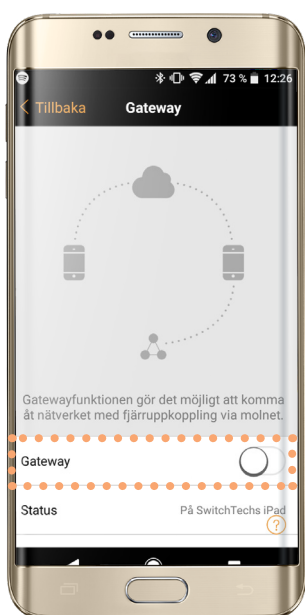 73 % 12:26
Tillbaka Gateway
Gatewayfunktionen gör det möjligt att komma
åt nätverket med fjärruppkoppling via molnet.
Gateway
Status På SwitchTechs iPad
?